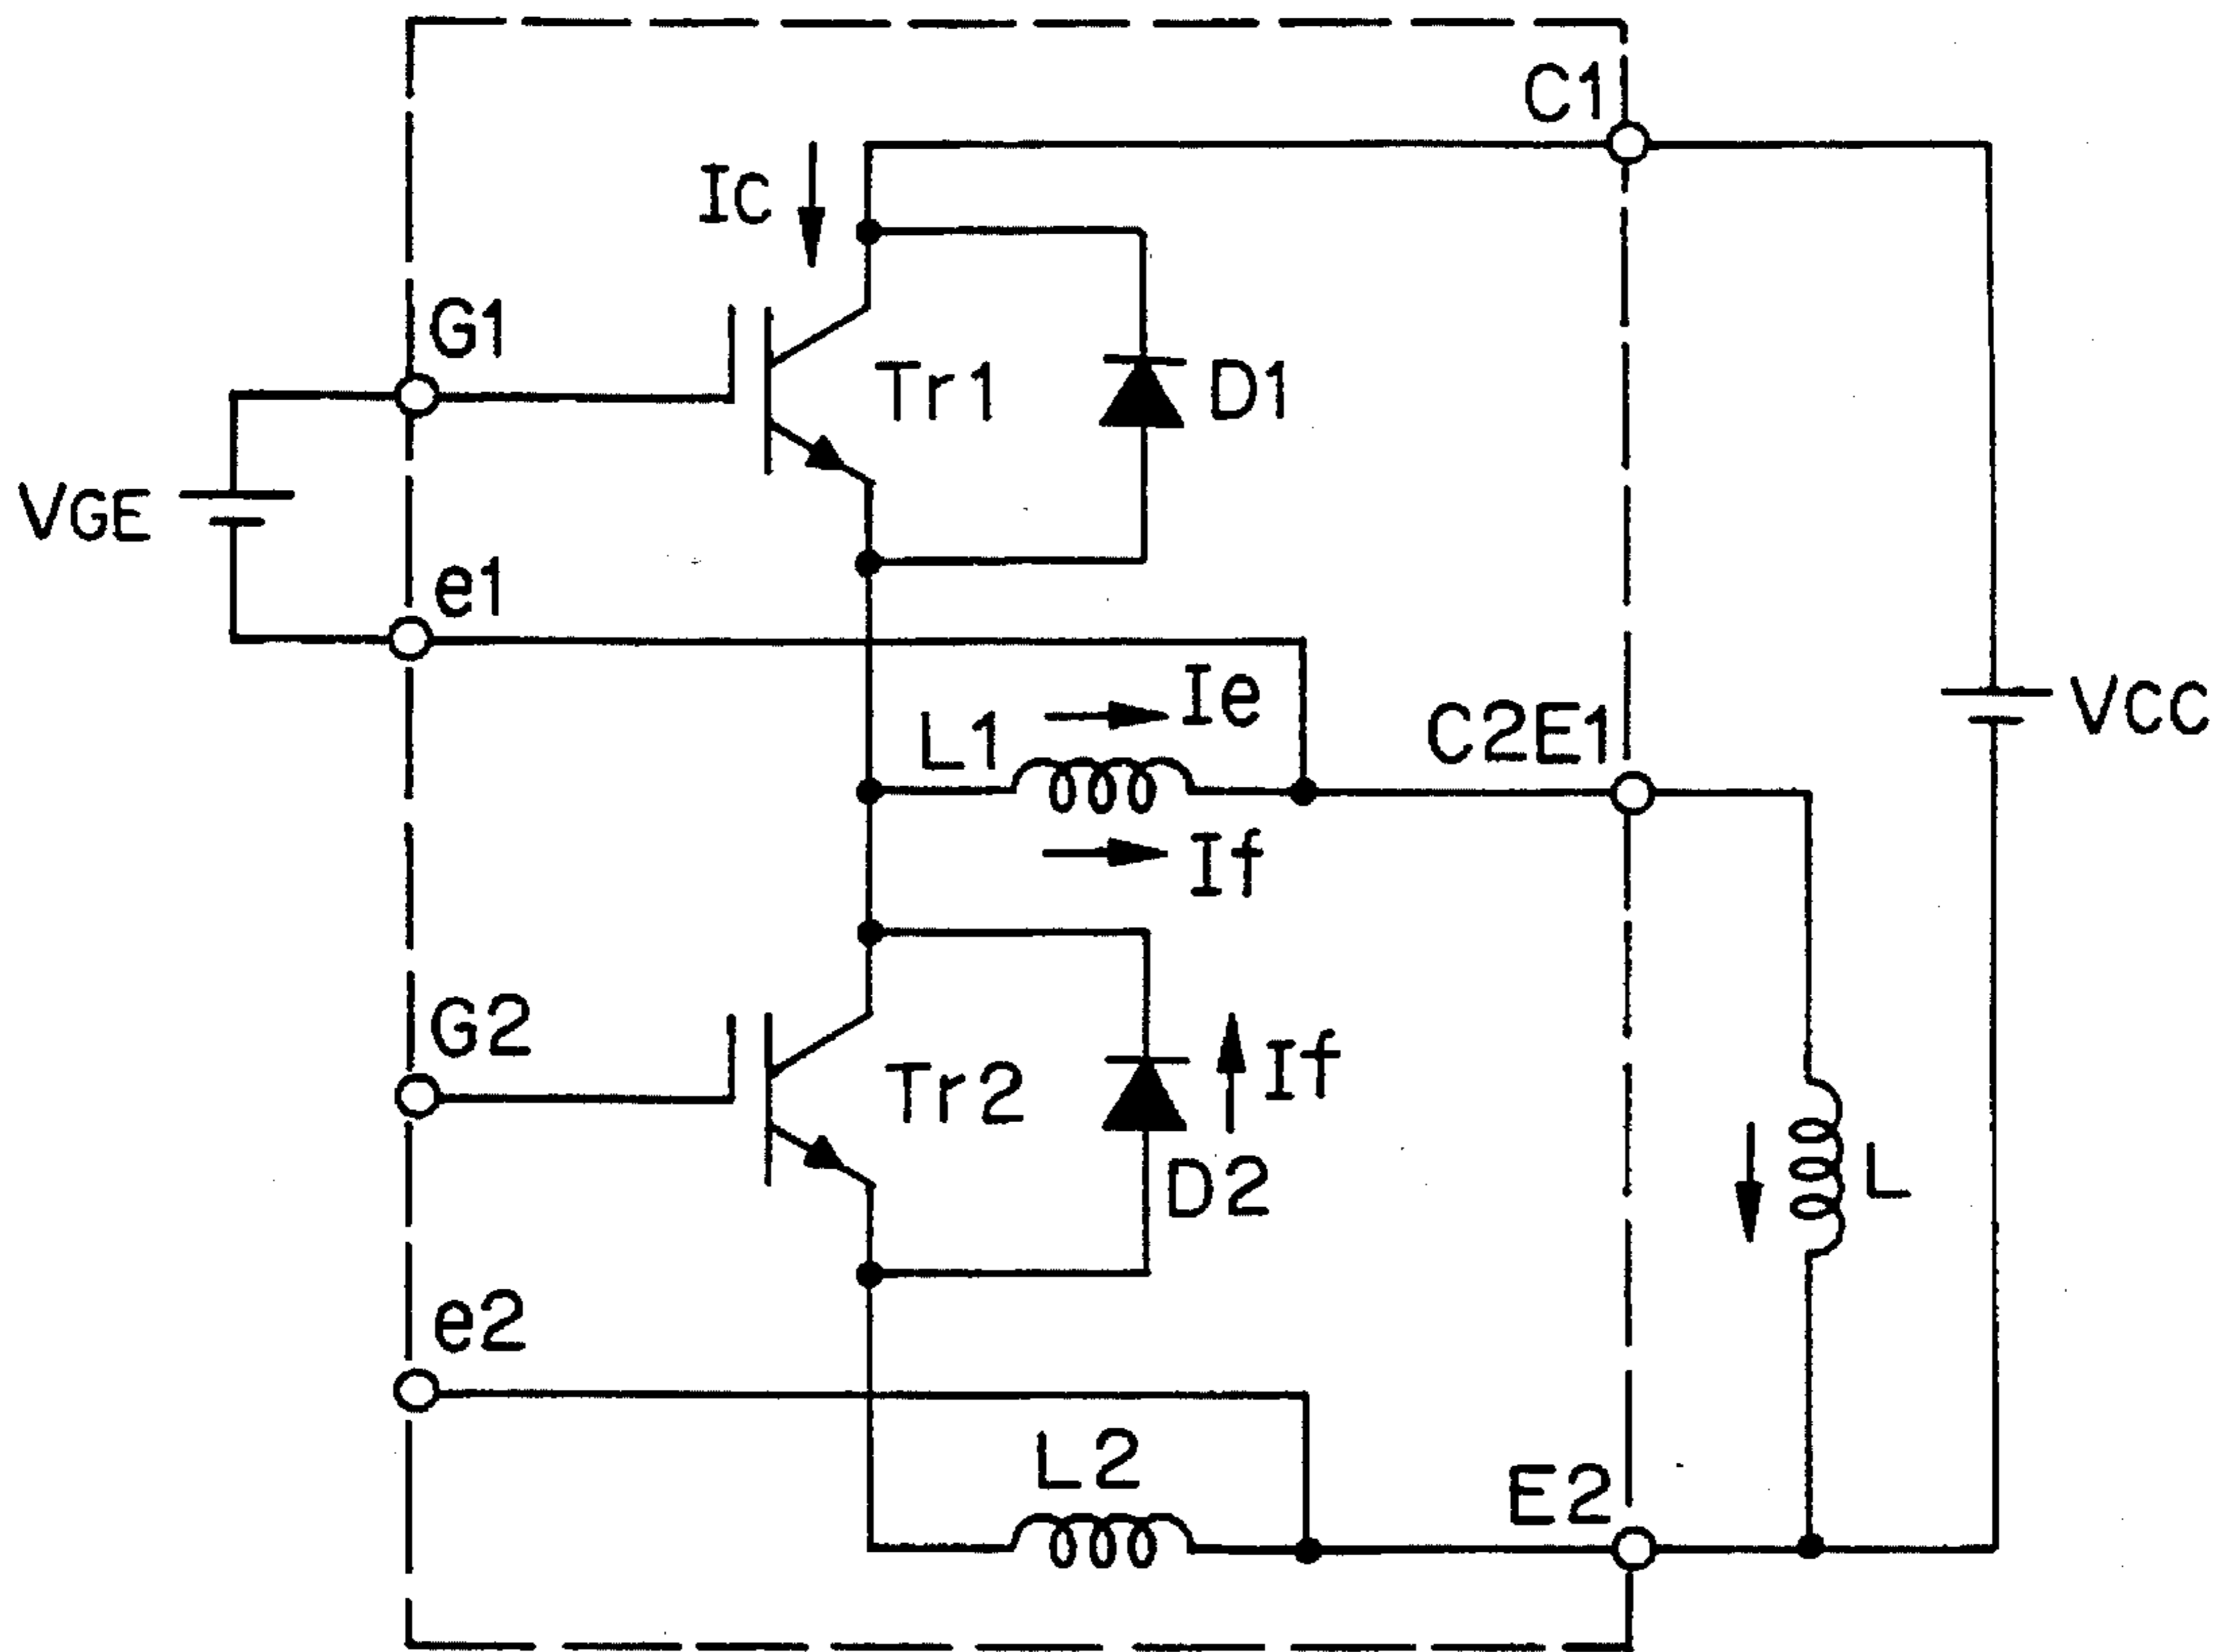 C1
IC
G1
Tr1
D1
VGE
e1
Ie
L1
C2E1
VCC
If
G2
Tr2
If
D2
L
e2
L2
E2